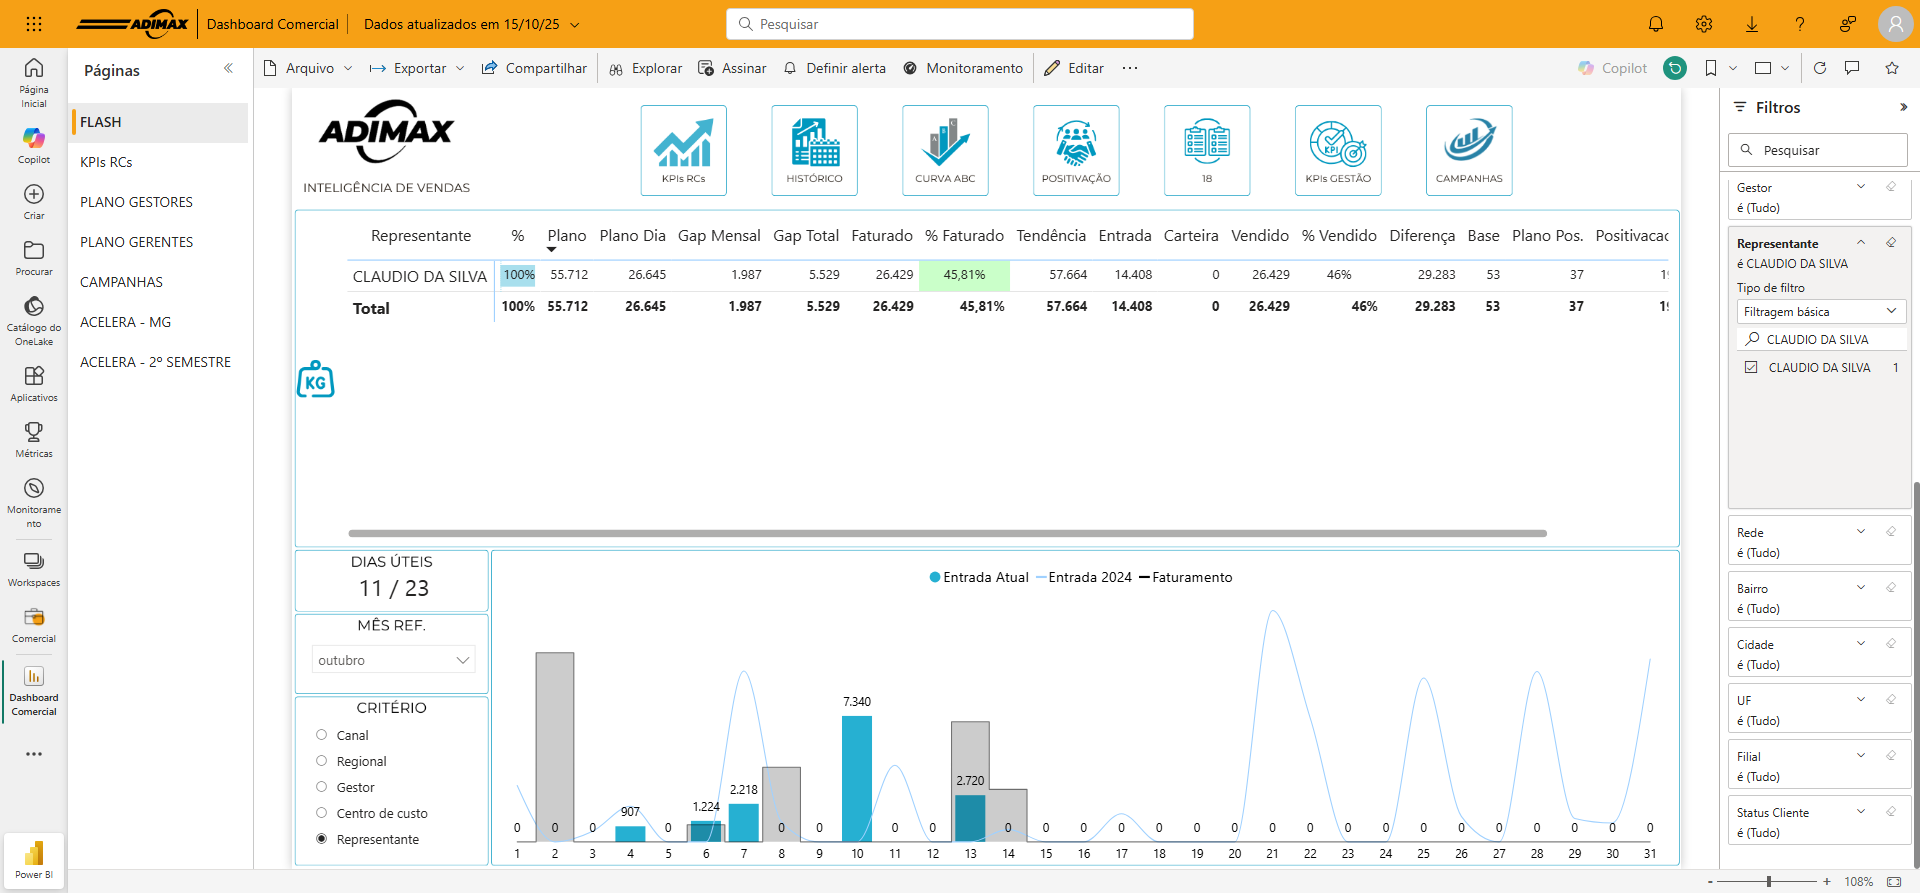 ADIMAX
Dashboard Comercial
Dados atualizados em 15/10/25
Pesquisar
Página Inicial
Copilot
Criar
Procurar
Catálogo do OneLake
Aplicativos
Métricas
Monitoramento
Workspaces
Comercial
Dashboard Comercial
Power BI
Páginas
FLASH
KPIs RCs
PLANO GESTORES
PLANO GERENTES
CAMPANHAS
ACELERA - MG
ACELERA - 2º SEMESTRE
Arquivo Exportar Compartilhar Explorar Assinar Definir alerta Monitoramento Editar ... Copilot
ADIMAX
INTELIGÊNCIA DE VENDAS
KPIs RCs
HISTÓRICO
A B C
CURVA ABC
POSITIVAÇÃO
18
KPI
KPIs GESTÃO
CAMPANHAS
Representante % Plano Plano Dia Gap Mensal Gap Total Faturado % Faturado Tendência Entrada Carteira Vendido % Vendido Diferença Base Plano Pos. Positivacao
CLAUDIO DA SILVA 100% 55.712 26.645 1.987 5.529 26.429 45,81% 57.664 14.408 0 26.429 46% 29.283 53 37
Total 100% 55.712 26.645 1.987 5.529 26.429 45,81% 57.664 14.408 0 26.429 46% 29.283 53 37
KG
DIAS ÚTEIS
11 / 23
MÊS REF.
outubro
CRITÉRIO
Canal
Regional
Gestor
Centro de custo
Representante
Entrada Atual Entrada 2024 Faturamento
0 0 0 907 0 1.224 2.218 0 0 7.340 0 0 2.720 0 0 0 0 0 0 0 0 0 0 0 0 0 0 0 0 0 0
1 2 3 4 5 6 7 8 9 10 11 12 13 14 15 16 17 18 19 20 21 22 23 24 25 26 27 28 29 30 31
Filtros
Pesquisar
Gestor
é (Tudo)
Representante
é CLAUDIO DA SILVA
Tipo de filtro
Filtragem básica
CLAUDIO DA SILVA
CLAUDIO DA SILVA 1
Rede
é (Tudo)
Bairro
é (Tudo)
Cidade
é (Tudo)
UF
é (Tudo)
Filial
é (Tudo)
Status Cliente
é (Tudo)
- + 108%